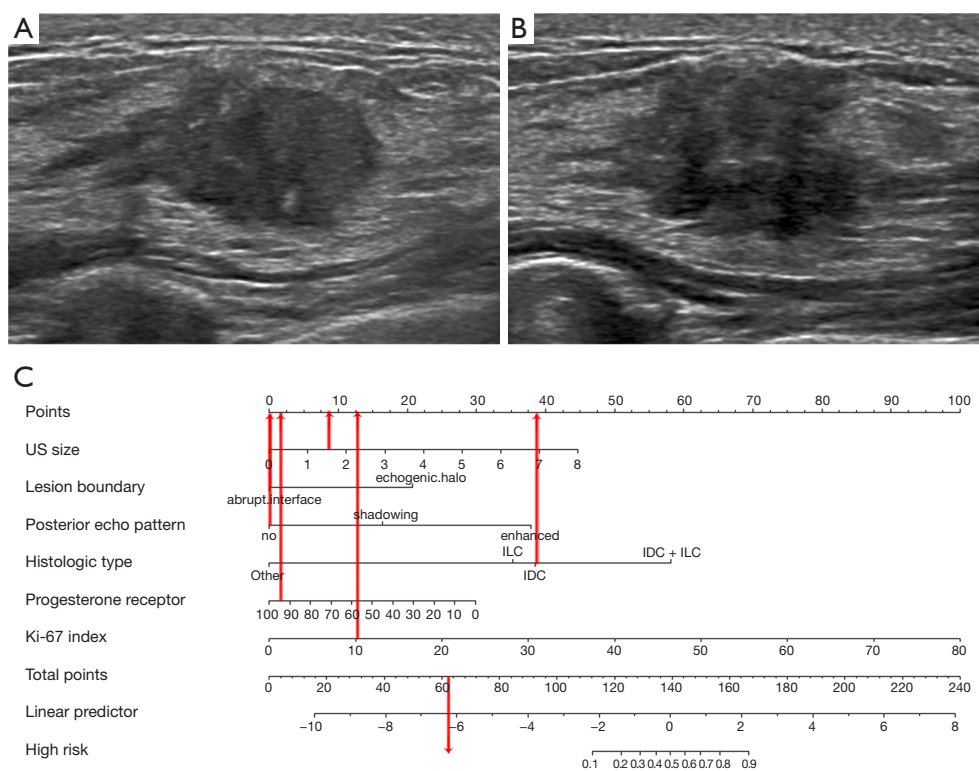 A
B
C
Points
0 10 20 30 40 50 60 70 80 90 100
US size
0 1 2 3 4 5 6 7 8
Lesion boundary
echogenic.halo
abrupt.interface
Posterior echo pattern
shadowing
no
enhanced
Histologic type
ILC
IDC + ILC
Other
IDC
Progesterone receptor
100 90 80 70 60 50 40 30 20 10 0
Ki-67 index
0 10 20 30 40 50 60 70 80
Total points
0 20 40 60 80 100 120 140 160 180 200 220 240
Linear predictor
−10 −8 −6 −4 −2 0 2 4 6 8
High risk
0.1 0.2 0.3 0.4 0.5 0.6 0.7 0.8 0.9